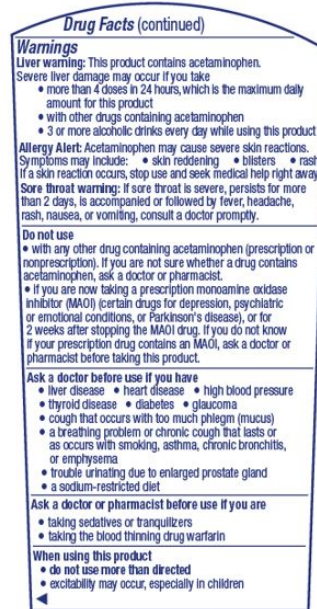 Drug Facts (continued)
Warnings
Liver warning: This product contains acetaminophen.
Severe liver damage may occur if you take
• more than 4 doses in 24 hours, which is the maximum daily
amount for this product
• with other drugs containing acetaminophen
• 3 or more alcoholic drinks every day while using this product
Allergy Alert: Acetaminophen may cause severe skin reactions.
Symptoms may include: • skin reddening • blisters • rash
If a skin reaction occurs, stop use and seek medical help right away
Sore throat warning: If sore throat is severe, persists for more
than 2 days, is accompanied or followed by fever, headache,
rash, nausea, or vomiting, consult a doctor promptly.
Do not use
• with any other drug containing acetaminophen (prescription or
nonprescription). If you are not sure whether a drug contains
acetaminophen, ask a doctor or pharmacist.
• if you are now taking a prescription monoamine oxidase
inhibitor (MAOI) (certain drugs for depression, psychiatric
or emotional conditions, or Parkinson's disease), or for
2 weeks after stopping the MAOI drug. If you do not know
if your prescription drug contains an MAOI, ask a doctor or
pharmacist before taking this product.
Ask a doctor before use if you have
• liver disease • heart disease • high blood pressure
• thyroid disease • diabetes • glaucoma
• cough that occurs with too much phlegm (mucus)
• a breathing problem or chronic cough that lasts or
as occurs with smoking, asthma, chronic bronchitis,
or emphysema
• trouble urinating due to enlarged prostate gland
• a sodium-restricted diet
Ask a doctor or pharmacist before use if you are
• taking sedatives or tranquilizers
• taking the blood thinning drug warfarin
When using this product
• do not use more than directed
• excitability may occur, especially in children